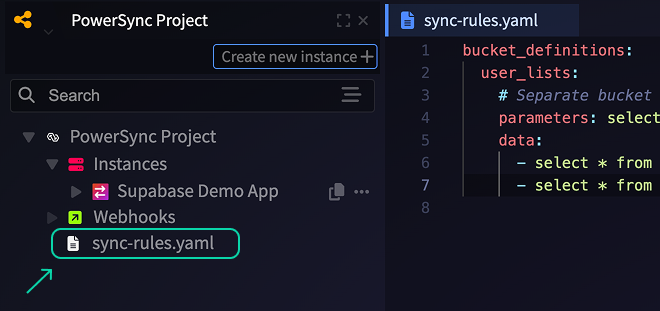 PowerSync Project
Create new instance
Search
PowerSync Project
Instances
Supabase Demo App
Webhooks
sync-rules.yaml
sync-rules.yaml
1 bucket_definitions:
2 user_lists:
3 # Separate bucket
4 parameters: select
5 data:
6 - select * from
7 - select * from
8